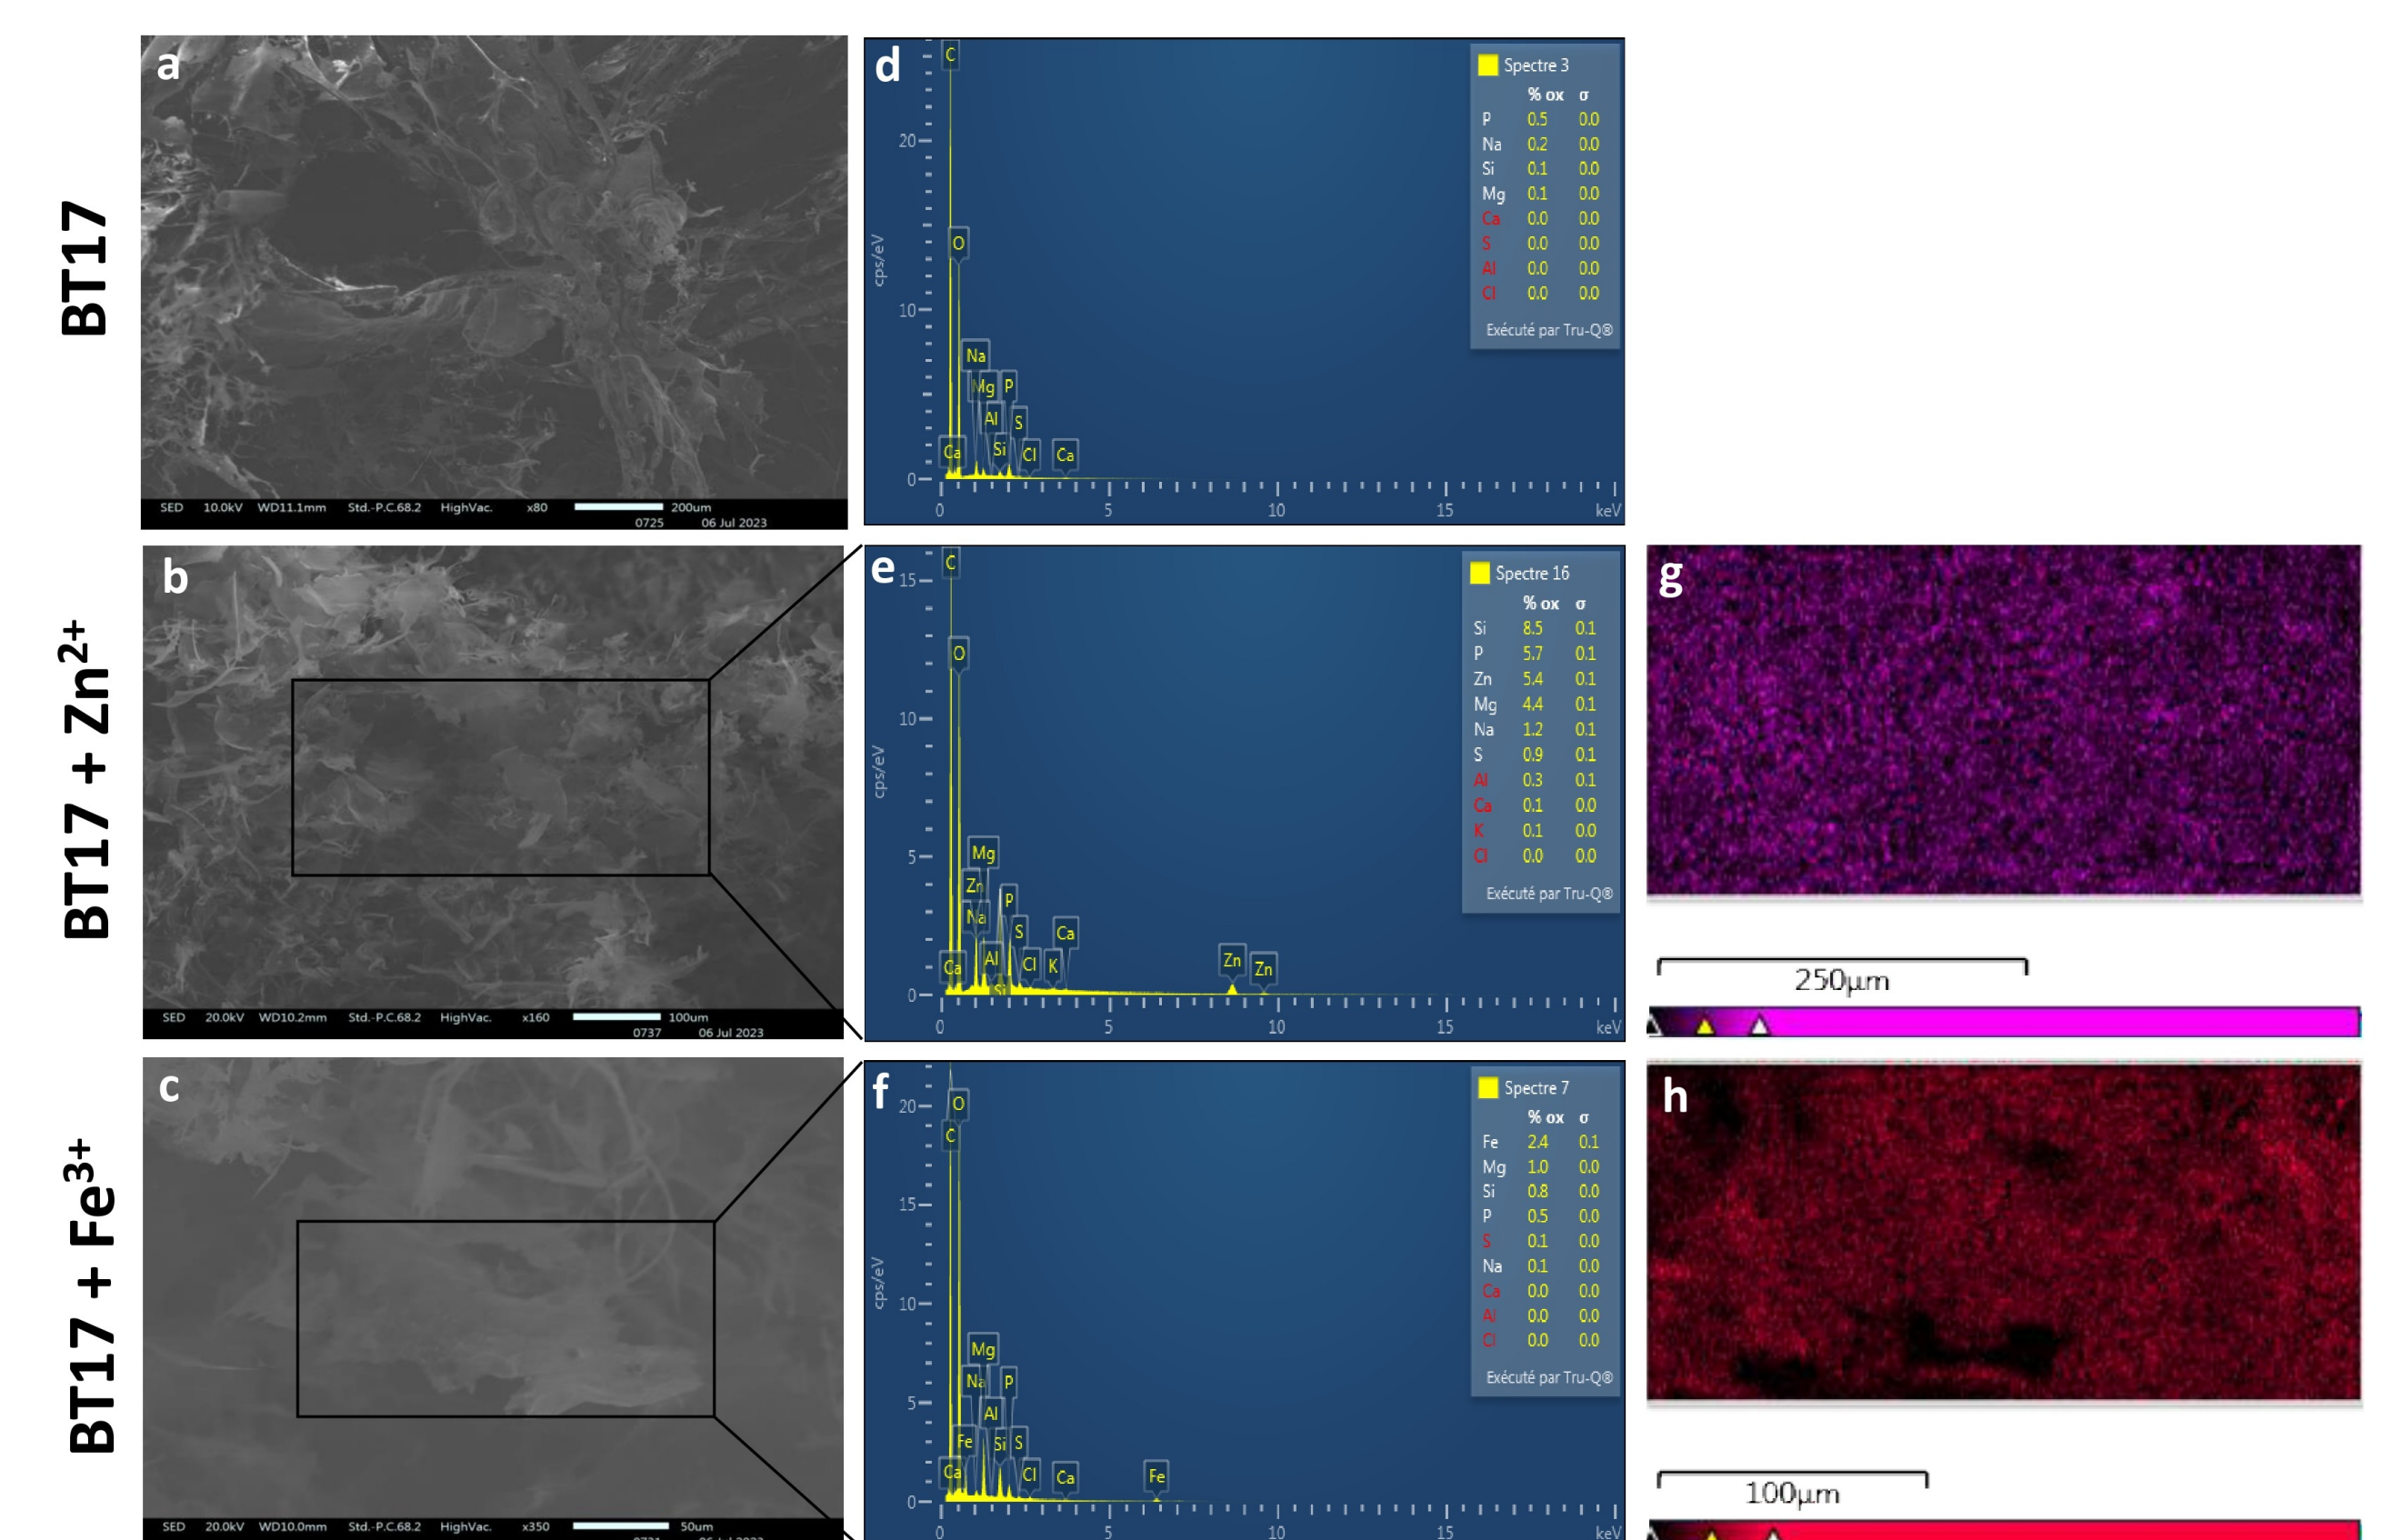 BT17
a
SED 10.0kV WD11.1mm Std.-P.C.68.2 HighVac. x80 200um
0725 06 Jul 2023
d
cps/eV
20
10
0
0 5 10 15 keV
C
O
Na
Mg P
Al S
Ca Si Cl Ca
Spectre 3
% ox σ
P 0.5 0.0
Na 0.2 0.0
Si 0.1 0.0
Mg 0.1 0.0
Ca 0.0 0.0
S 0.0 0.0
Al 0.0 0.0
Cl 0.0 0.0
Exécuté par Tru-Q®
BT17 + Zn2+
b
SED 20.0kV WD10.2mm Std.-P.C.68.2 HighVac. x160 100um
0737 06 Jul 2023
e
cps/eV
15
10
5
0
0 5 10 15 keV
C
O
Mg
Zn P
Na S Ca
Ca Al Cl K Zn Zn
Si
Spectre 16
% ox σ
Si 8.5 0.1
P 5.7 0.1
Zn 5.4 0.1
Mg 4.4 0.1
Na 1.2 0.1
S 0.9 0.1
Al 0.3 0.1
Ca 0.1 0.0
K 0.1 0.0
Cl 0.0 0.0
Exécuté par Tru-Q®
g
250µm
BT17 + Fe3+
c
SED 20.0kV WD10.0mm Std.-P.C.68.2 HighVac. x350 50um
f
cps/eV
20
15
10
5
0
0 5 10 15 keV
O
C
Mg
Na P
Al
Fe Si S
Ca Cl Ca Fe
Spectre 7
% ox σ
Fe 2.4 0.1
Mg 1.0 0.0
Si 0.8 0.0
P 0.5 0.0
S 0.1 0.0
Na 0.1 0.0
Ca 0.0 0.0
Al 0.0 0.0
Cl 0.0 0.0
Exécuté par Tru-Q®
h
100µm